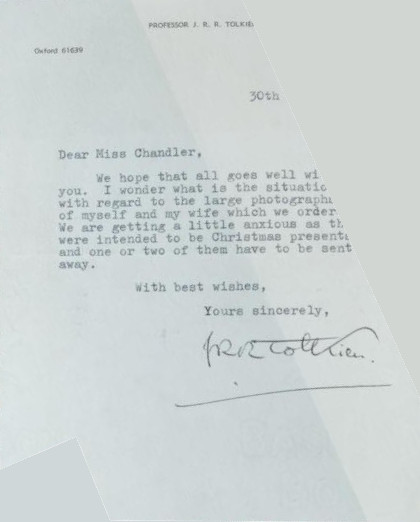 PROFESSOR J. R. R. TOLKIE
Oxford 61639
30th
Dear Miss Chandler,
We hope that all goes well wi
you. I wonder what is the situatio
with regard to the large photograph
of myself and my wife which we order
We are getting a little anxious as th
were intended to be Christmas present
and one or two of them have to be sent
away.
With best wishes,
Yours sincerely,
JRRTolkien.